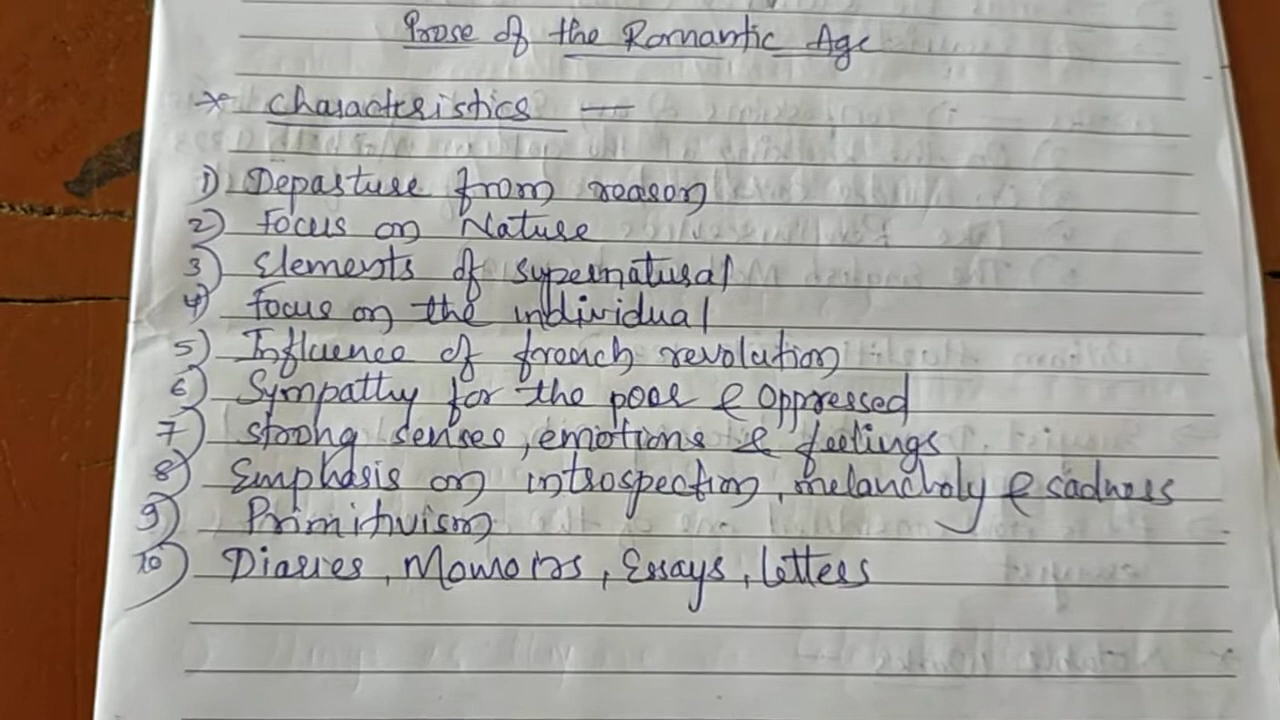 Prose of the Romantic Age
* Characteristics —
1) Departure from reason
2) Focus on Nature
3) Elements of supernatural
4) Focus on the individual
5) Influence of french revolution
6) Sympathy for the poor & Oppressed
7) strong senses, emotions & feelings
8) Emphasis on introspection, melancholy & sadness
9) Primitivism
10) Diaries, Memoirs, Essays, letters